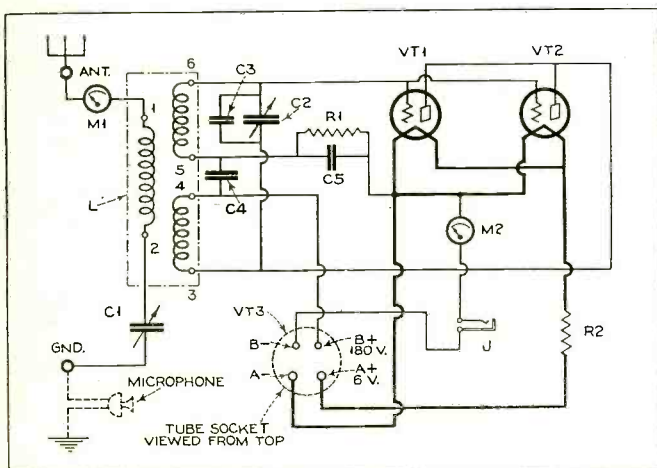 ANT.
M1
1
L
2
C1
GND.
MICROPHONE
6
5
4
3
C3
C2
C4
R1
C5
VT1
VT2
M2
J
R2
VT3
B-
B+
180 V.
A-
A+
6 V.
TUBE SOCKET
VIEWED FROM TOP